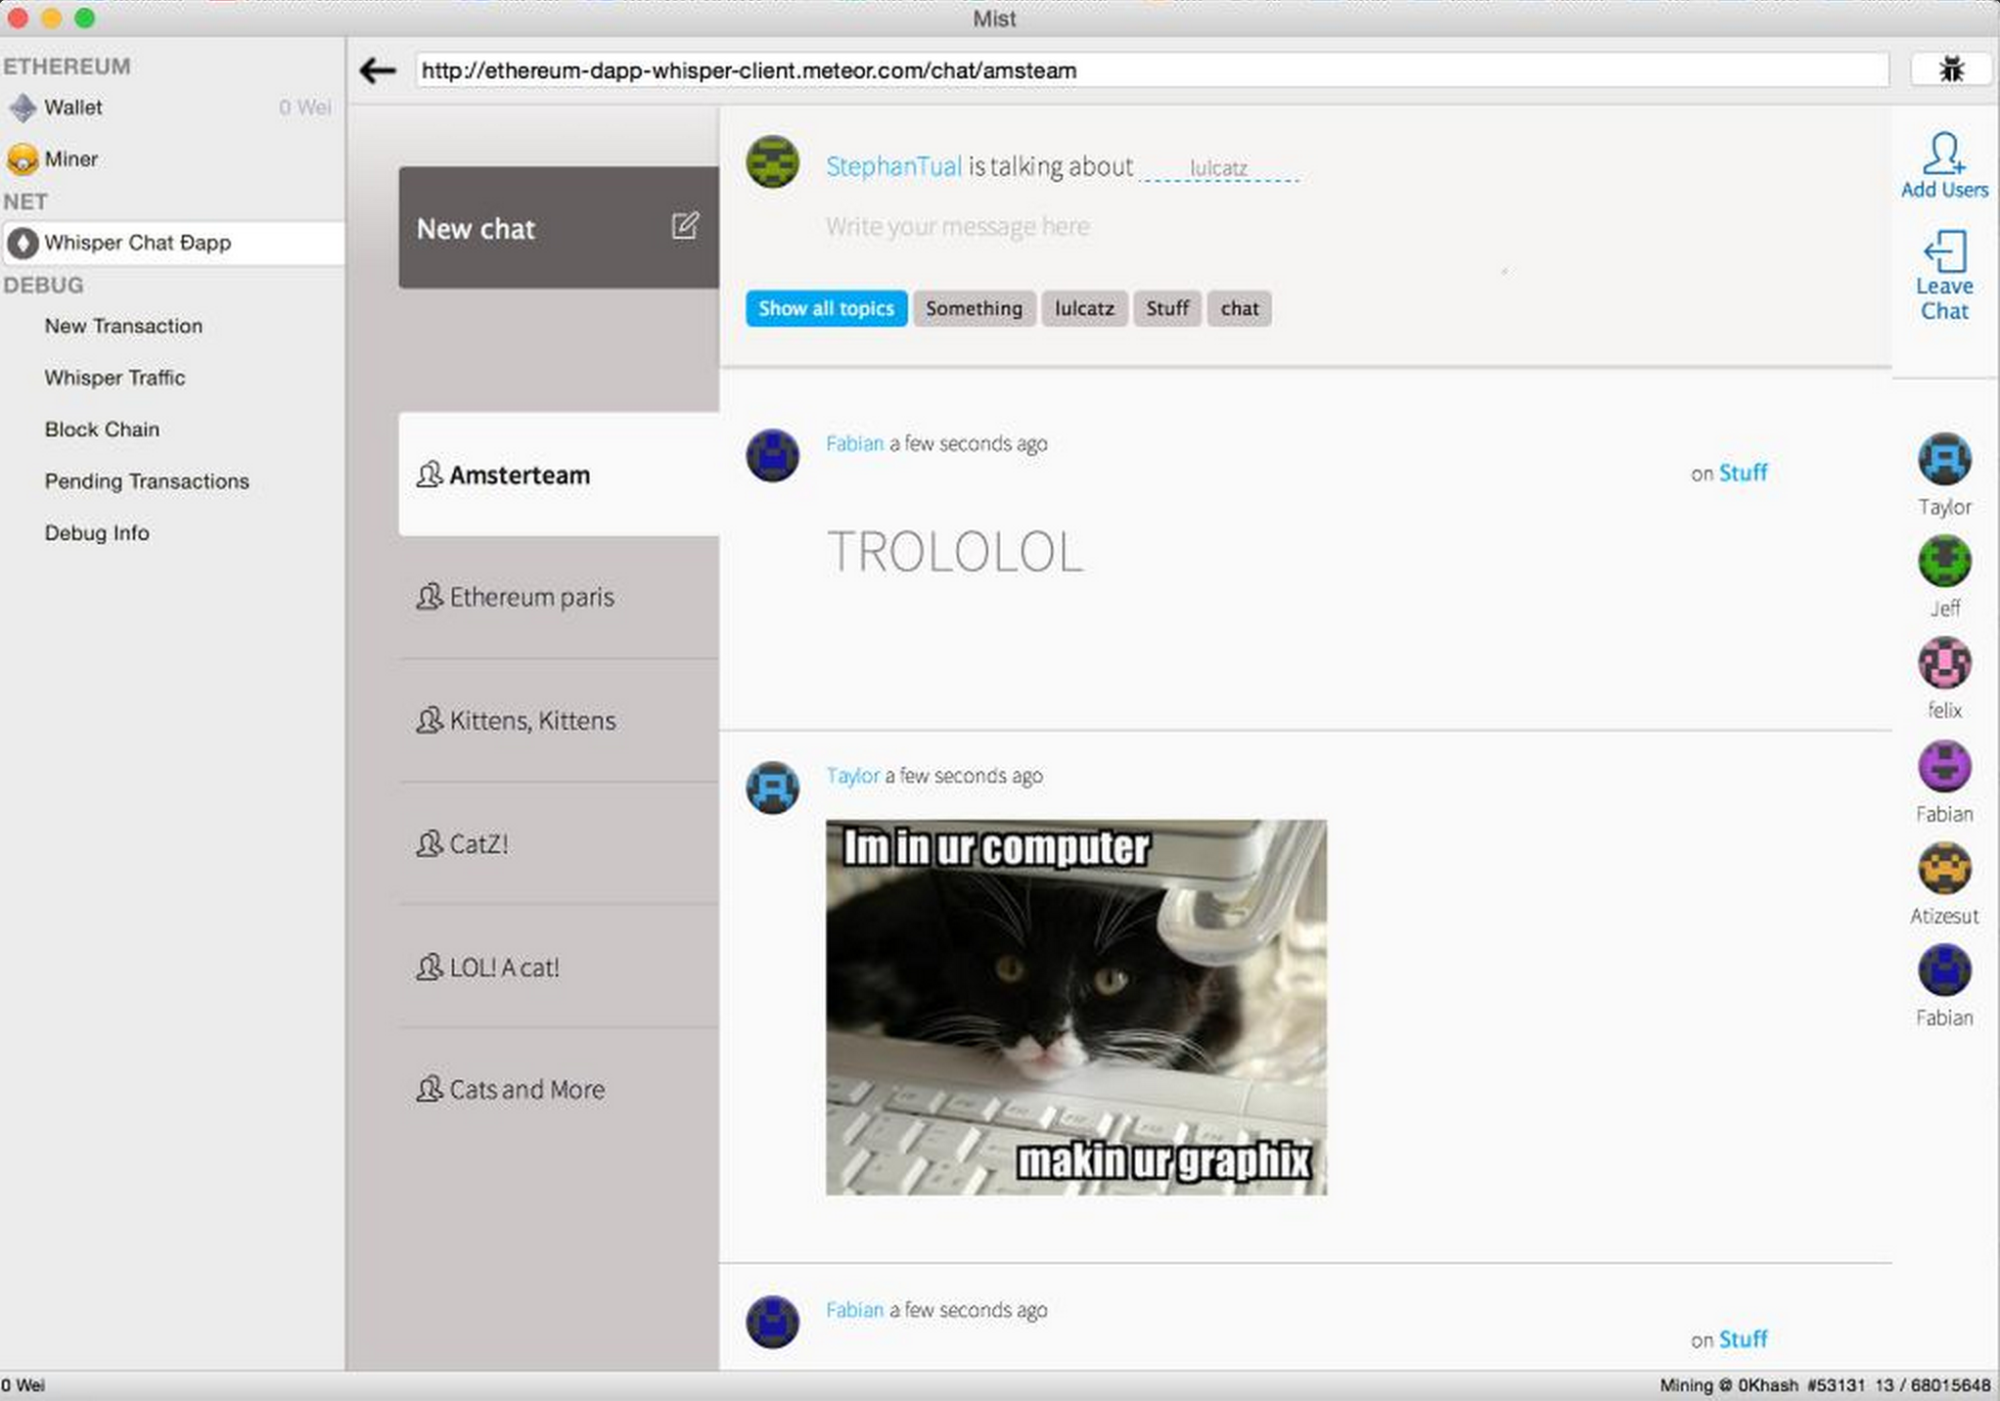 Mist
ETHEREUM
Wallet 0 Wei
Miner
NET
Whisper Chat Ðapp
DEBUG
New Transaction
Whisper Traffic
Block Chain
Pending Transactions
Debug Info
http://ethereum-dapp-whisper-client.meteor.com/chat/amsteam
New chat
Amsterteam
Ethereum paris
Kittens, Kittens
CatZ!
LOL! A cat!
Cats and More
StephanTual is talking about lulcatz
Write your message here
Show all topics Something lulcatz Stuff chat
Fabian a few seconds ago
on Stuff
TROLOLOL
Taylor a few seconds ago
Im in ur computer
makin ur graphix
Fabian a few seconds ago
on Stuff
Add Users
Leave
Chat
Taylor
Jeff
felix
Fabian
Atizesut
Fabian
0 Wei
Mining @ 0Khash #53131 13 / 68015648